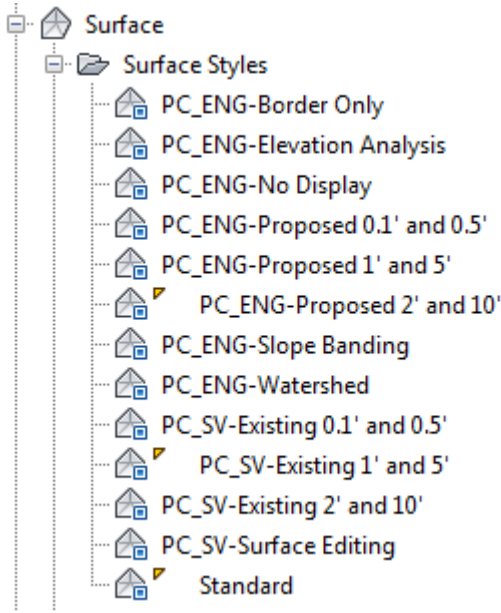 Surface
Surface Styles
PC_ENG-Border Only
PC_ENG-Elevation Analysis
PC_ENG-No Display
PC_ENG-Proposed 0.1' and 0.5'
PC_ENG-Proposed 1' and 5'
PC_ENG-Proposed 2' and 10'
PC_ENG-Slope Banding
PC_ENG-Watershed
PC_SV-Existing 0.1' and 0.5'
PC_SV-Existing 1' and 5'
PC_SV-Existing 2' and 10'
PC_SV-Surface Editing
Standard